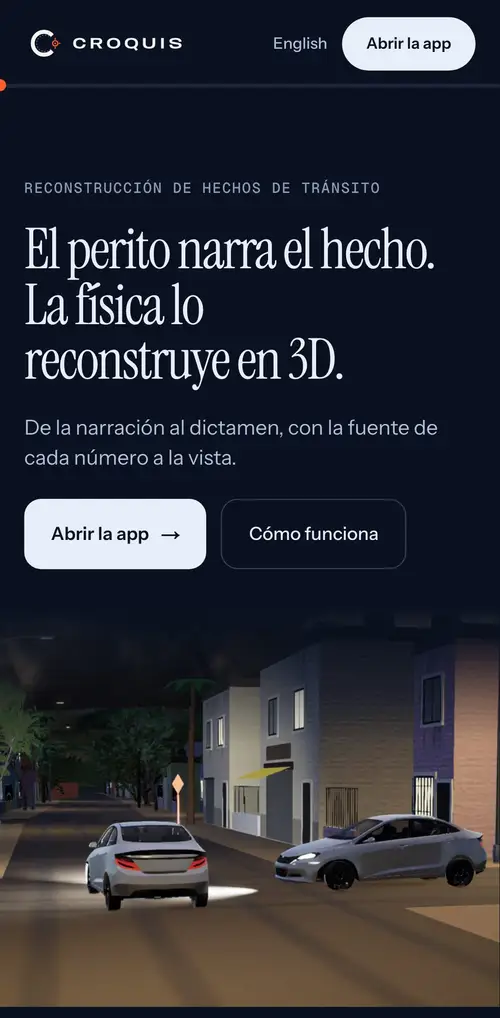 CROQUIS
English
Abrir la app
RECONSTRUCCIÓN DE HECHOS DE TRÁNSITO
El perito narra el hecho.
La física lo
reconstruye en 3D.
De la narración al dictamen, con la fuente de
cada número a la vista.
Abrir la app →
Cómo funciona